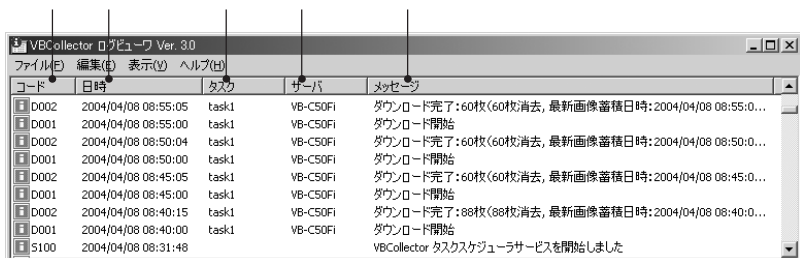 VBCollector ログビューワ Ver. 3.0
ファイル(F) 編集(E) 表示(V) ヘルプ(H)
コード 日時 タスク サーバ メッセージ
D002 2004/04/08 08:55:05 task1 VB-C50Fi ダウンロード完了:60枚(60枚消去, 最新画像蓄積日時:2004/04/08 08:55:0...
D001 2004/04/08 08:55:00 task1 VB-C50Fi ダウンロード開始
D002 2004/04/08 08:50:04 task1 VB-C50Fi ダウンロード完了:60枚(60枚消去, 最新画像蓄積日時:2004/04/08 08:50:0...
D001 2004/04/08 08:50:00 task1 VB-C50Fi ダウンロード開始
D002 2004/04/08 08:45:05 task1 VB-C50Fi ダウンロード完了:60枚(60枚消去, 最新画像蓄積日時:2004/04/08 08:45:0...
D001 2004/04/08 08:45:00 task1 VB-C50Fi ダウンロード開始
D002 2004/04/08 08:40:15 task1 VB-C50Fi ダウンロード完了:88枚(88枚消去, 最新画像蓄積日時:2004/04/08 08:40:0...
D001 2004/04/08 08:40:00 task1 VB-C50Fi ダウンロード開始
S100 2004/04/08 08:31:48 VBCollector タスクスケジューラサービスを開始しました